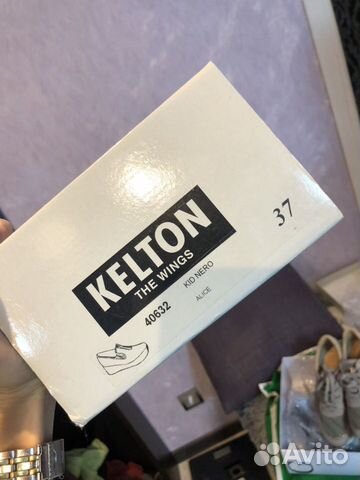 KELTON
THE WINGS
37
40632
KID NERO
ALICE
Avito